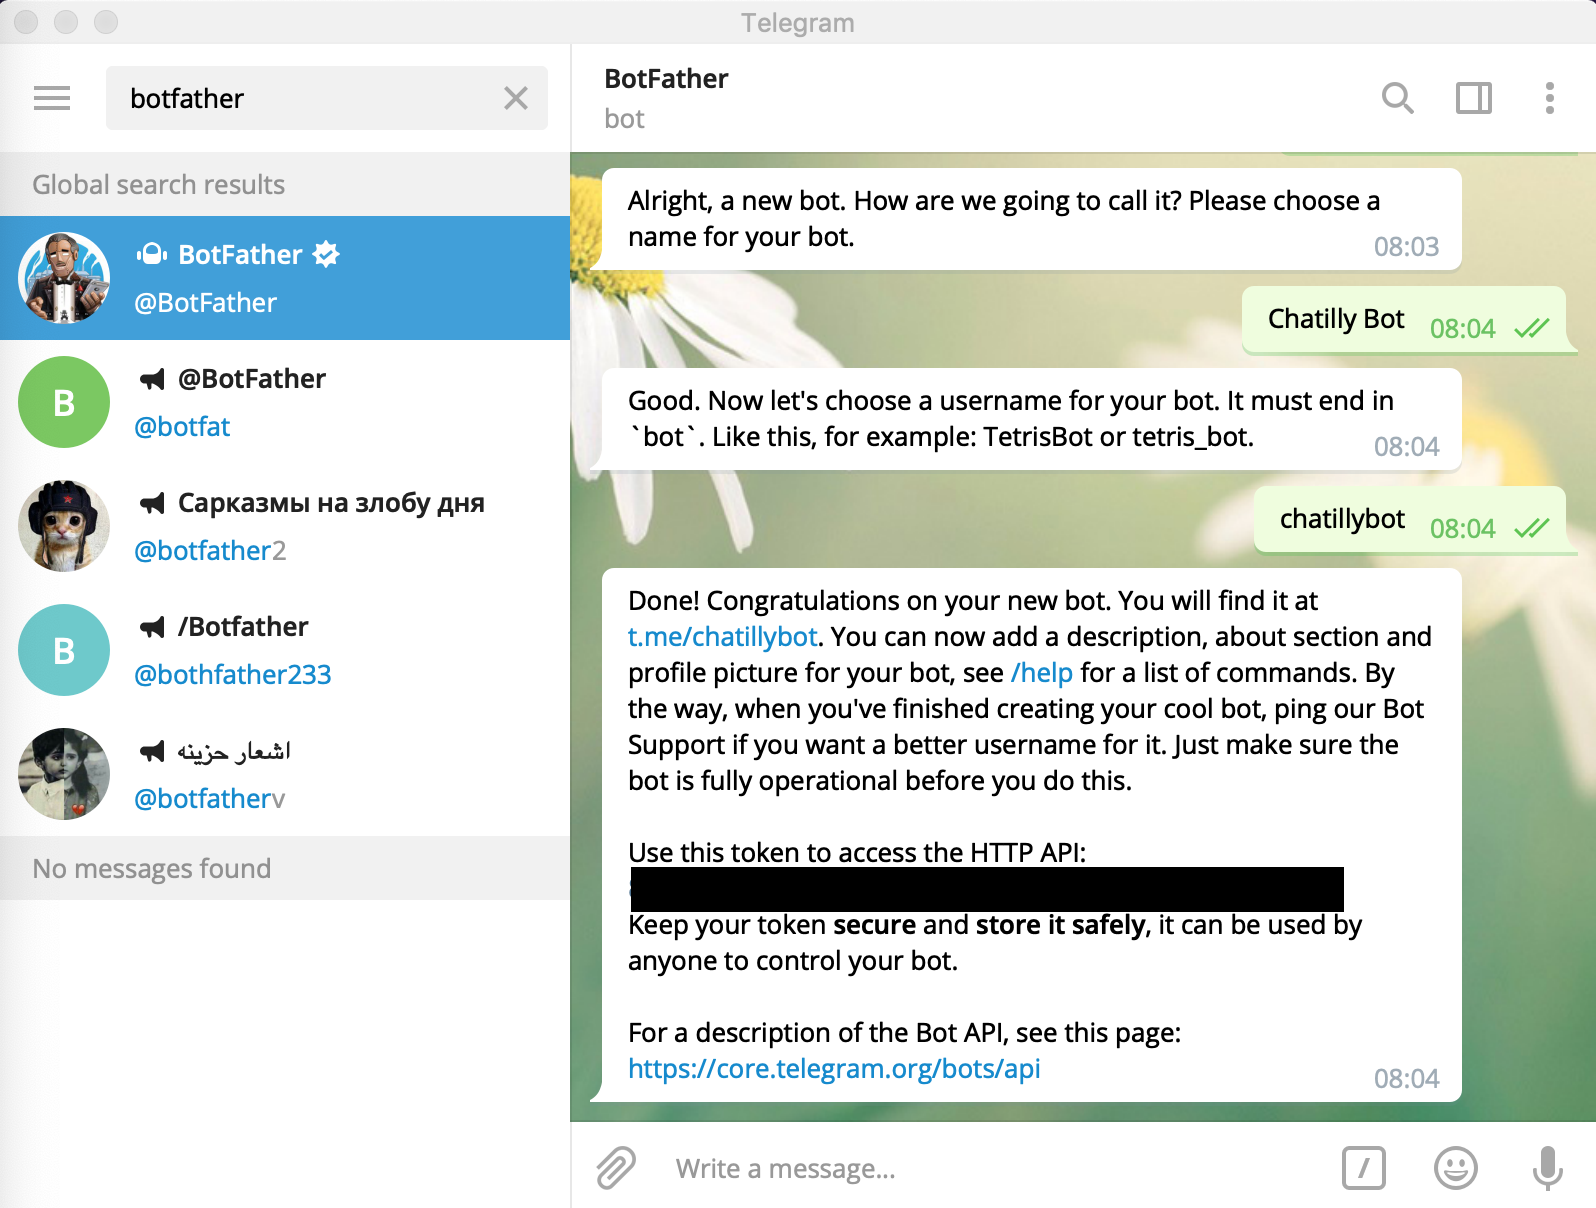 Telegram
botfather
Global search results
BotFather
@BotFather
B
@BotFather
@botfat
Сарказмы на злобу дня
@botfather2
B
/Botfather
@bothfather233
اشعار حزينه
@botfatherv
No messages found
BotFather
bot
Alright, a new bot. How are we going to call it? Please choose a
name for your bot.
08:03
Chatilly Bot
08:04
Good. Now let's choose a username for your bot. It must end in
`bot`. Like this, for example: TetrisBot or tetris_bot.
08:04
chatillybot
08:04
Done! Congratulations on your new bot. You will find it at
t.me/chatillybot. You can now add a description, about section and
profile picture for your bot, see /help for a list of commands. By
the way, when you've finished creating your cool bot, ping our Bot
Support if you want a better username for it. Just make sure the
bot is fully operational before you do this.
Use this token to access the HTTP API:
Keep your token secure and store it safely, it can be used by
anyone to control your bot.
For a description of the Bot API, see this page:
https://core.telegram.org/bots/api
08:04
Write a message...
/